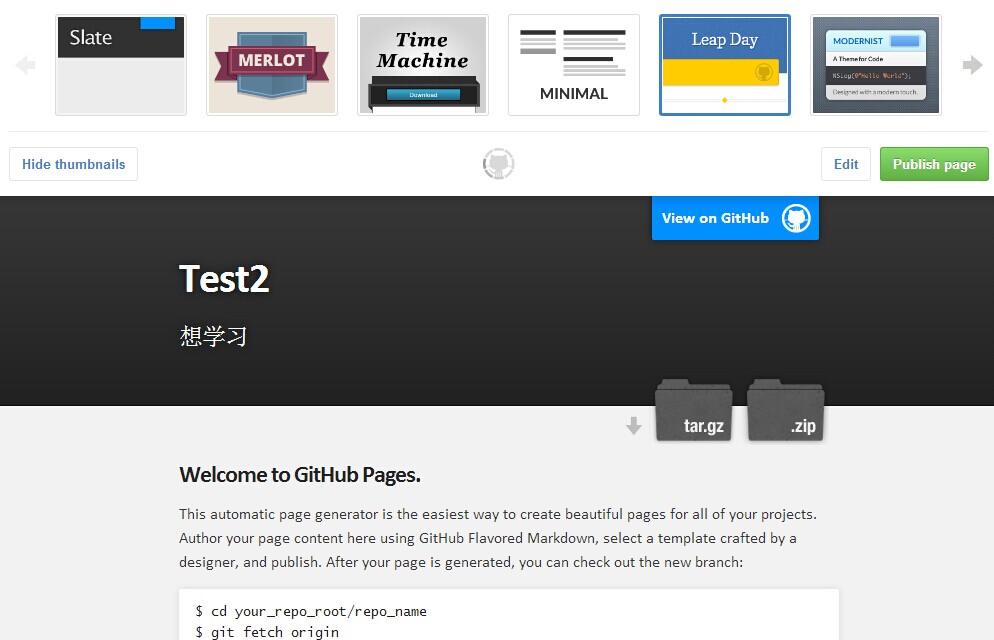 Slate
MERLOT
Time
Machine
Download
MINIMAL
Leap Day
MODERNIST
A Theme for Code
NSLog(@"Hello World");
Designed with a modern touch.
Hide thumbnails
Edit
Publish page
View on GitHub
Test2
想学习
tar.gz
.zip
Welcome to GitHub Pages.
This automatic page generator is the easiest way to create beautiful pages for all of your projects.
Author your page content here using GitHub Flavored Markdown, select a template crafted by a
designer, and publish. After your page is generated, you can check out the new branch:
$ cd your_repo_root/repo_name
$ git fetch origin